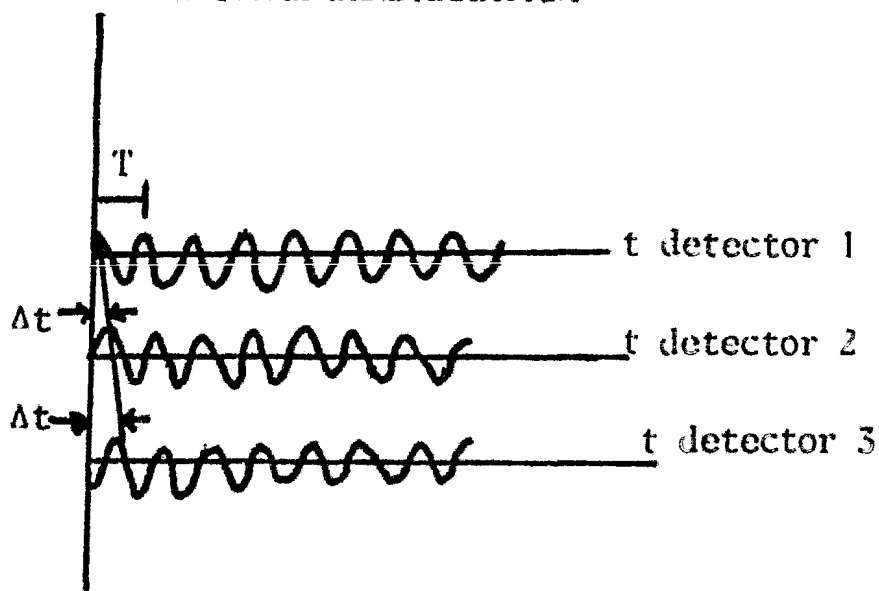 T
t detector 1
Δt
t detector 2
Δt
t detector 3